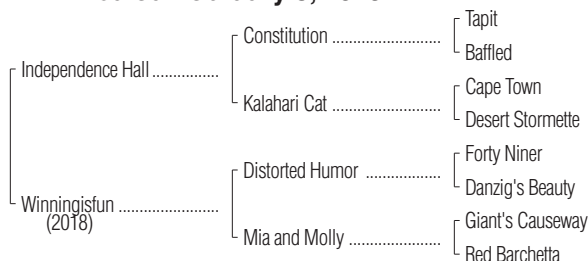 Tapit
Constitution ..........................
Baffled
Independence Hall ................
Cape Town
Kalahari Cat ..........................
Desert Stormette
Forty Niner
Distorted Humor ..................
Danzig's Beauty
Winningisfun ........................
(2018)
Giant's Causeway
Mia and Molly ......................
Red Barchetta